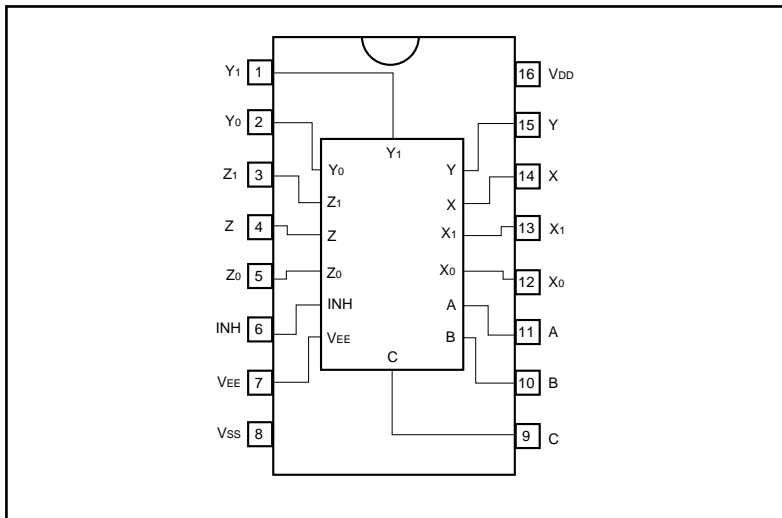 Y1 1
Y0 2
Z1 3
Z 4
Z0 5
INH 6
VEE 7
VSS 8
16 VDD
15 Y
14 X
13 X1
12 X0
11 A
10 B
9 C
Y1
Y0
Z1
Z
Z0
INH
VEE
C
Y
X
X1
X0
A
B